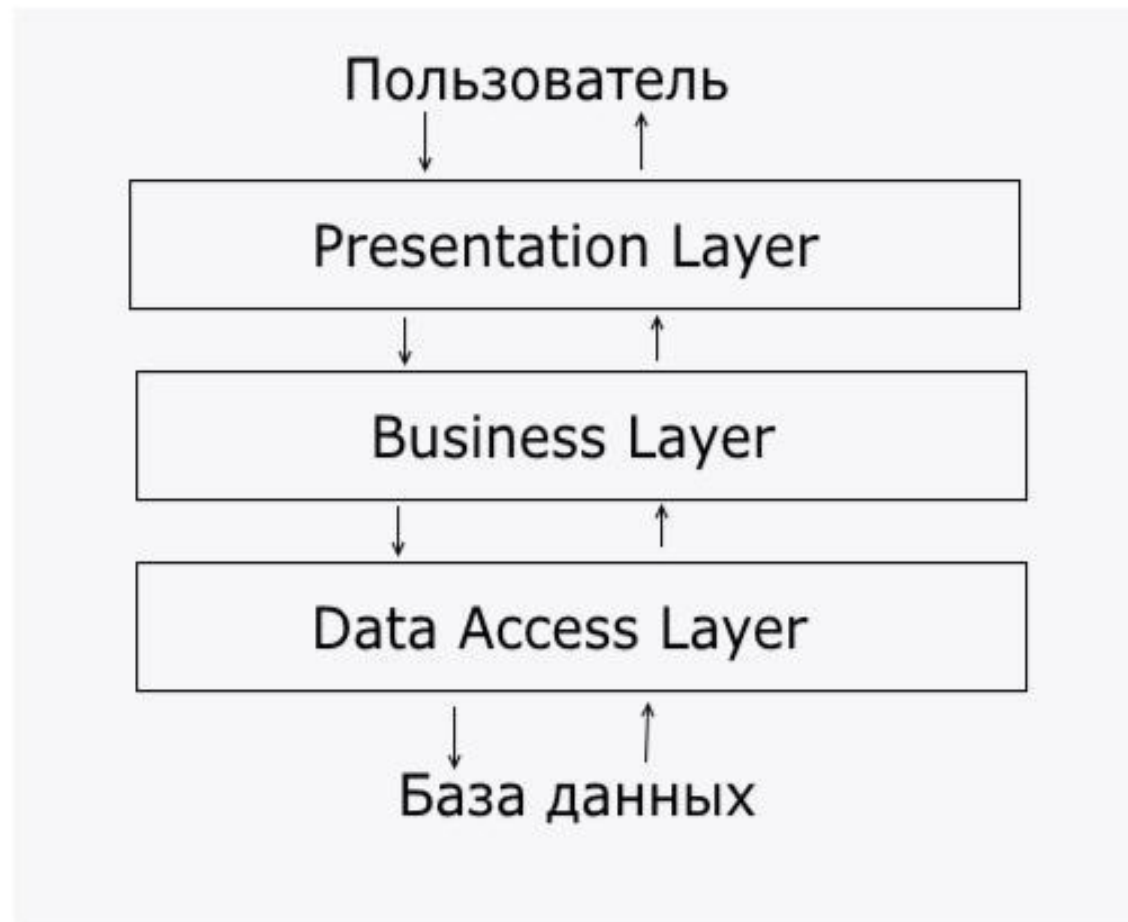 Пользователь
Presentation Layer
Business Layer
Data Access Layer
База данных